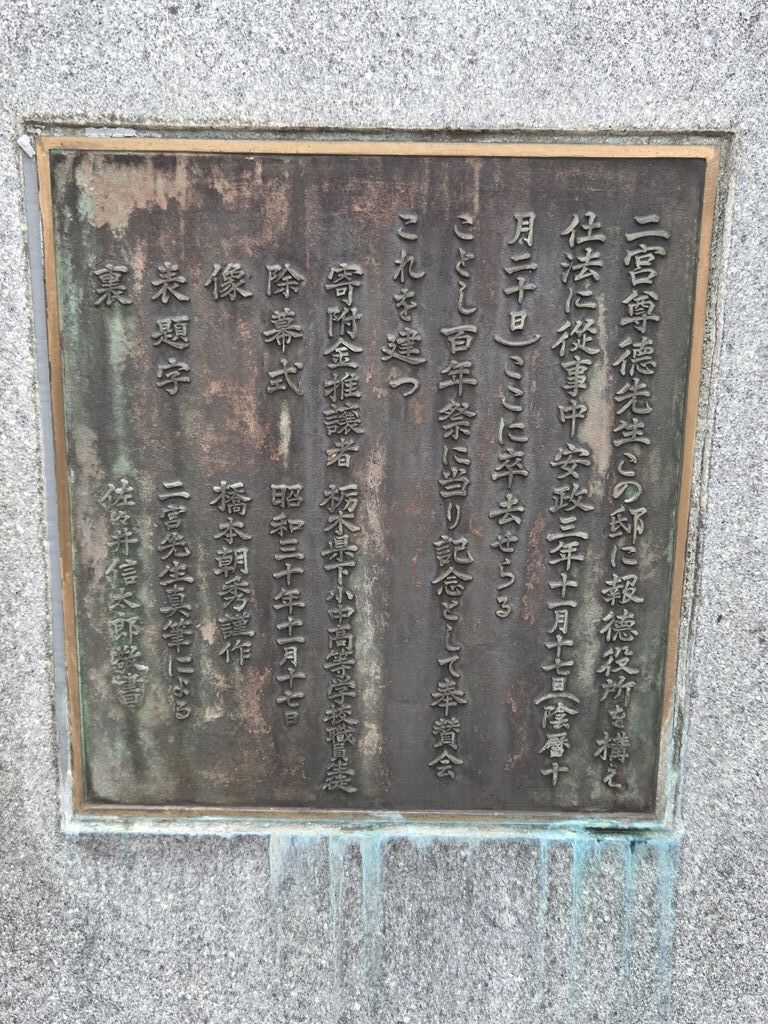 二宮尊徳先生この邸に報徳役所を構え
仕法に従事中安政三年十一月十七日(陰暦十
月二十日)ここに卒去せらる
ことし百年祭に当り記念として奉賛会
これを建つ
寄附金推譲者 栃木県下小中高等学校職員生徒
除幕式 昭和三十年十一月十七日
像 橋本朝秀謹作
表題字 二宮先生真筆による
裏 佐々井信太郎敬書